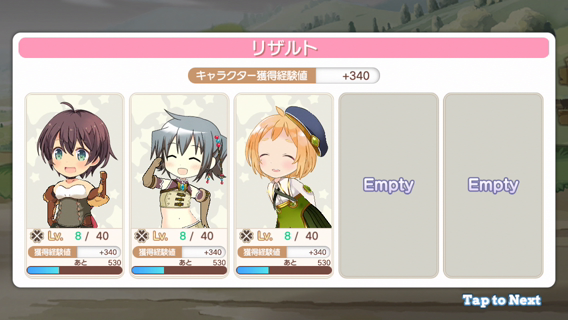 リザルト
キャラクター獲得経験値 +340
Lv. 8 / 40
獲得経験値 +340
あと 530
Lv. 8 / 40
獲得経験値 +340
あと 530
Lv. 8 / 40
獲得経験値 +340
あと 530
Empty
Empty
Tap to Next